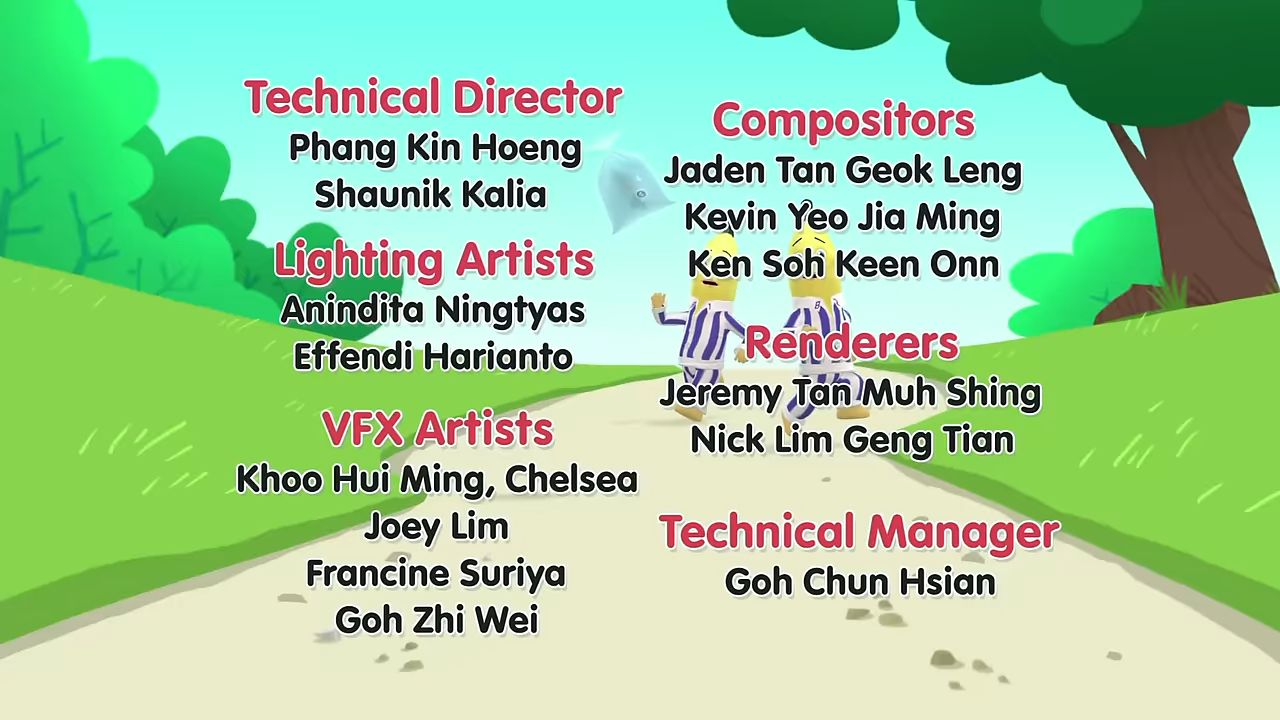 Technical Director
Phang Kin Hoeng
Shaunik Kalia
Lighting Artists
Anindita Ningtyas
Effendi Harianto
VFX Artists
Khoo Hui Ming, Chelsea
Joey Lim
Francine Suriya
Goh Zhi Wei
Compositors
Jaden Tan Geok Leng
Kevin Yeo Jia Ming
Ken Soh Keen Onn
Renderers
Jeremy Tan Muh Shing
Nick Lim Geng Tian
Technical Manager
Goh Chun Hsian